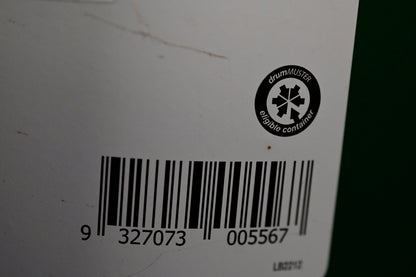 drumMUSTER
eligible container
9 327073 005567
LB2212